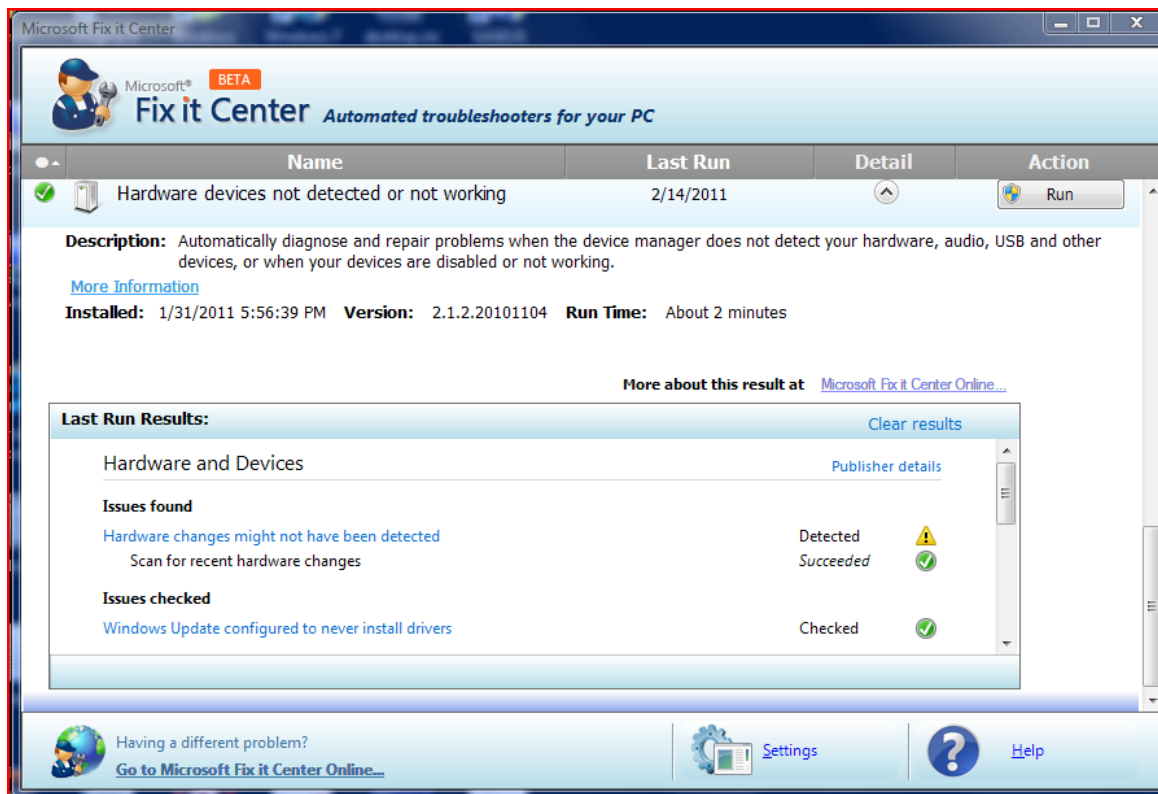 Microsoft Fix it Center
Microsoft® BETA
Fix it Center Automated troubleshooters for your PC
Name Last Run Detail Action
Hardware devices not detected or not working 2/14/2011 Run
Description: Automatically diagnose and repair problems when the device manager does not detect your hardware, audio, USB and other
devices, or when your devices are disabled or not working.
More Information
Installed: 1/31/2011 5:56:39 PM Version: 2.1.2.20101104 Run Time: About 2 minutes
More about this result at Microsoft Fix it Center Online...
Last Run Results: Clear results
Hardware and Devices Publisher details
Issues found
Hardware changes might not have been detected Detected
Scan for recent hardware changes Succeeded
Issues checked
Windows Update configured to never install drivers Checked
Having a different problem?
Go to Microsoft Fix it Center Online...
Settings
Help